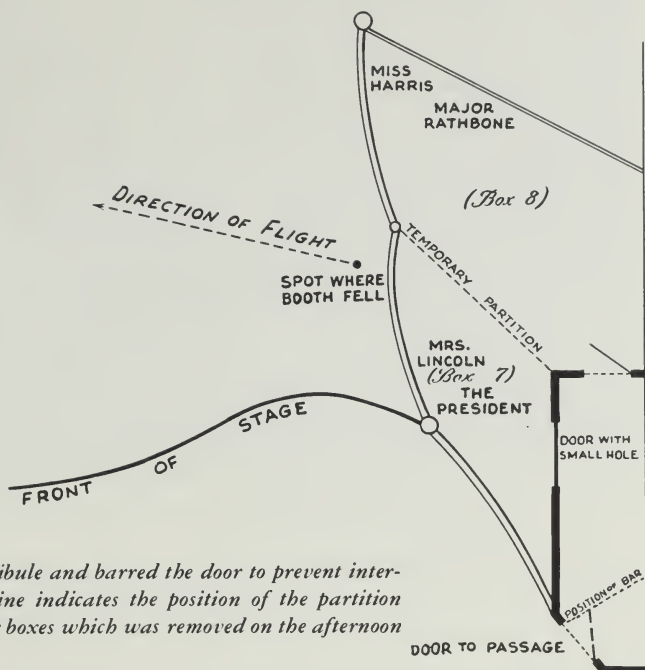 MISS
HARRIS
MAJOR
RATHBONE
(Box 8)
DIRECTION OF FLIGHT
TEMPORARY PARTITION
SPOT WHERE
BOOTH FELL
MRS.
LINCOLN
(Box 7)
THE
PRESIDENT
FRONT OF STAGE
DOOR WITH
SMALL HOLE
POSITION OF BAR
DOOR TO PASSAGE
ibule and barred the door to prevent inter-
ine indicates the position of the partition
boxes which was removed on the afternoon